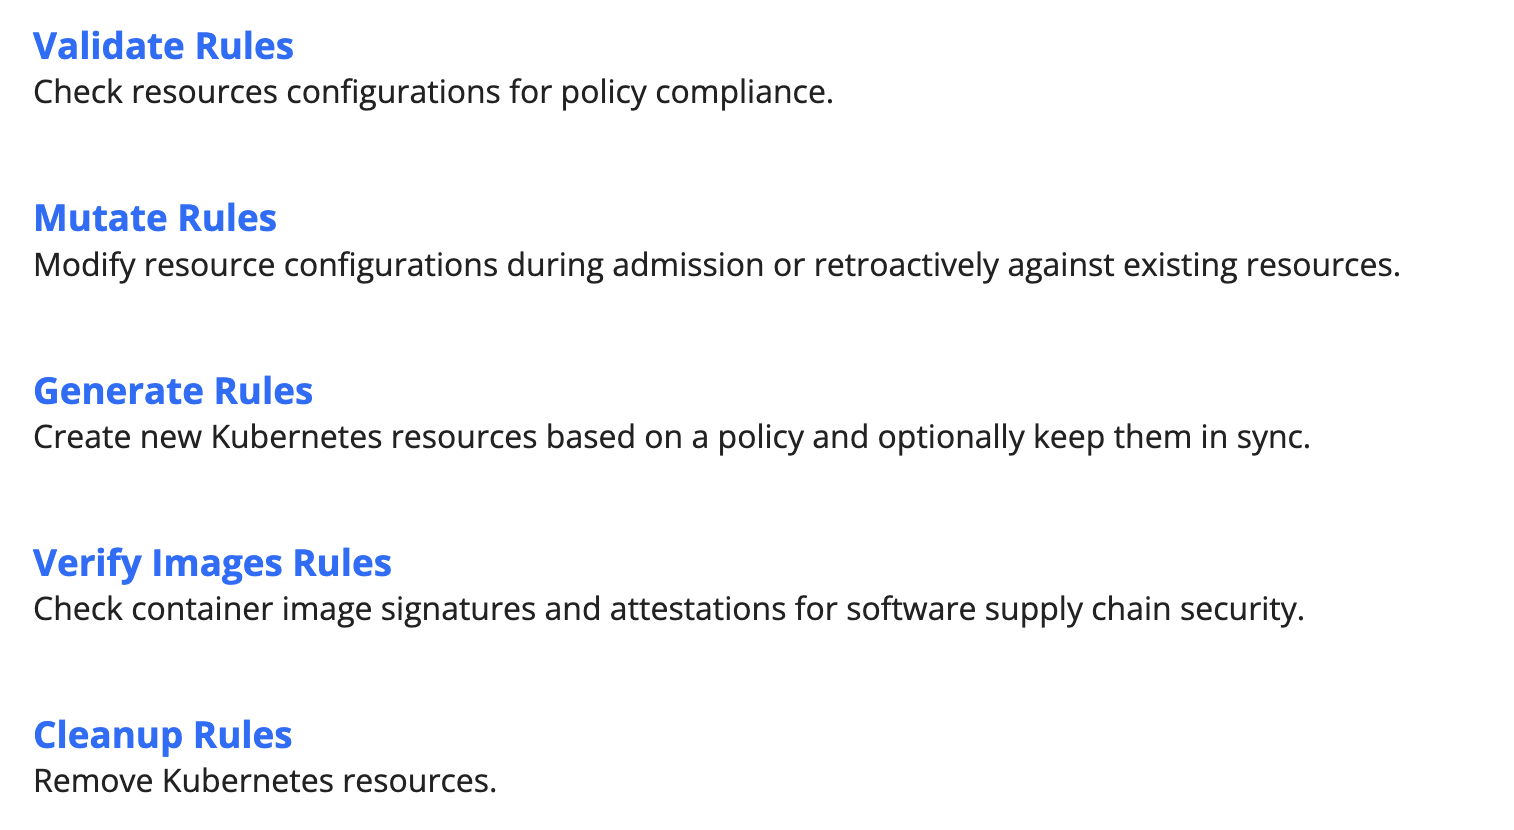 Validate Rules
Check resources configurations for policy compliance.
Mutate Rules
Modify resource configurations during admission or retroactively against existing resources.
Generate Rules
Create new Kubernetes resources based on a policy and optionally keep them in sync.
Verify Images Rules
Check container image signatures and attestations for software supply chain security.
Cleanup Rules
Remove Kubernetes resources.